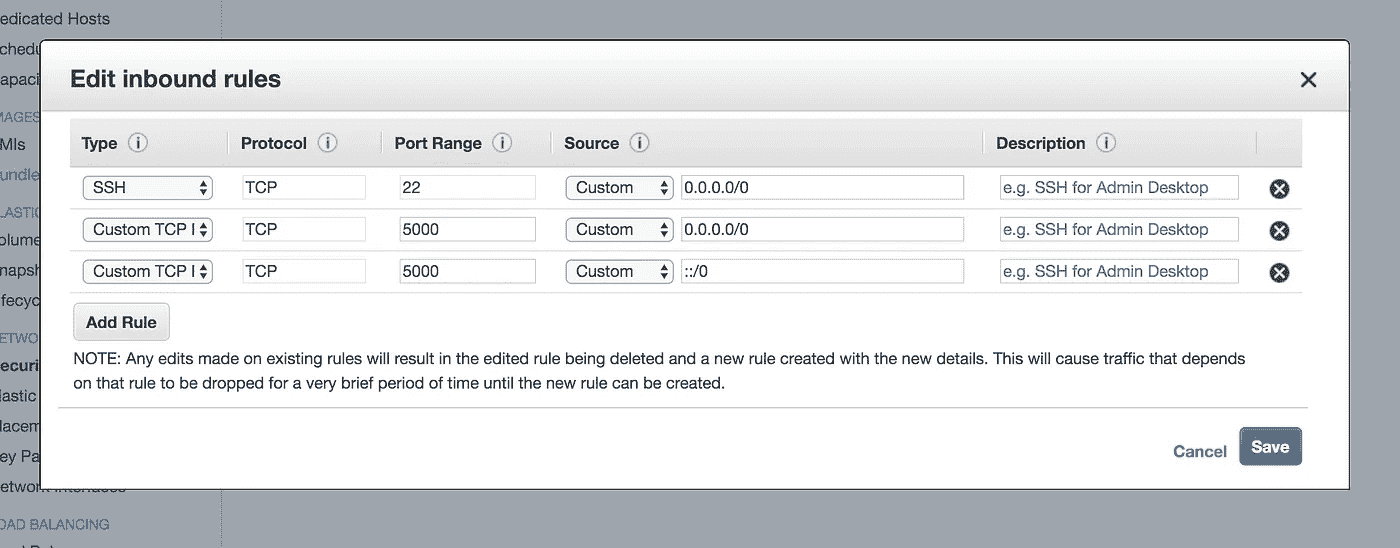 edicated Hosts
Edit inbound rules
Type Protocol Port Range Source Description
SSH TCP 22 Custom 0.0.0.0/0 e.g. SSH for Admin Desktop
Custom TCP TCP 5000 Custom 0.0.0.0/0 e.g. SSH for Admin Desktop
Custom TCP TCP 5000 Custom ::/0 e.g. SSH for Admin Desktop
Add Rule
NOTE: Any edits made on existing rules will result in the edited rule being deleted and a new rule created with the new details. This will cause traffic that depends
on that rule to be dropped for a very brief period of time until the new rule can be created.
Cancel Save
chedu
apaci
MAGES
MIs
undle
LASTIC
olume
napsh
ifecyc
ETWO
ecuri
lastic
lacem
ey Pa
etwork Interfaces
OAD BALANCING